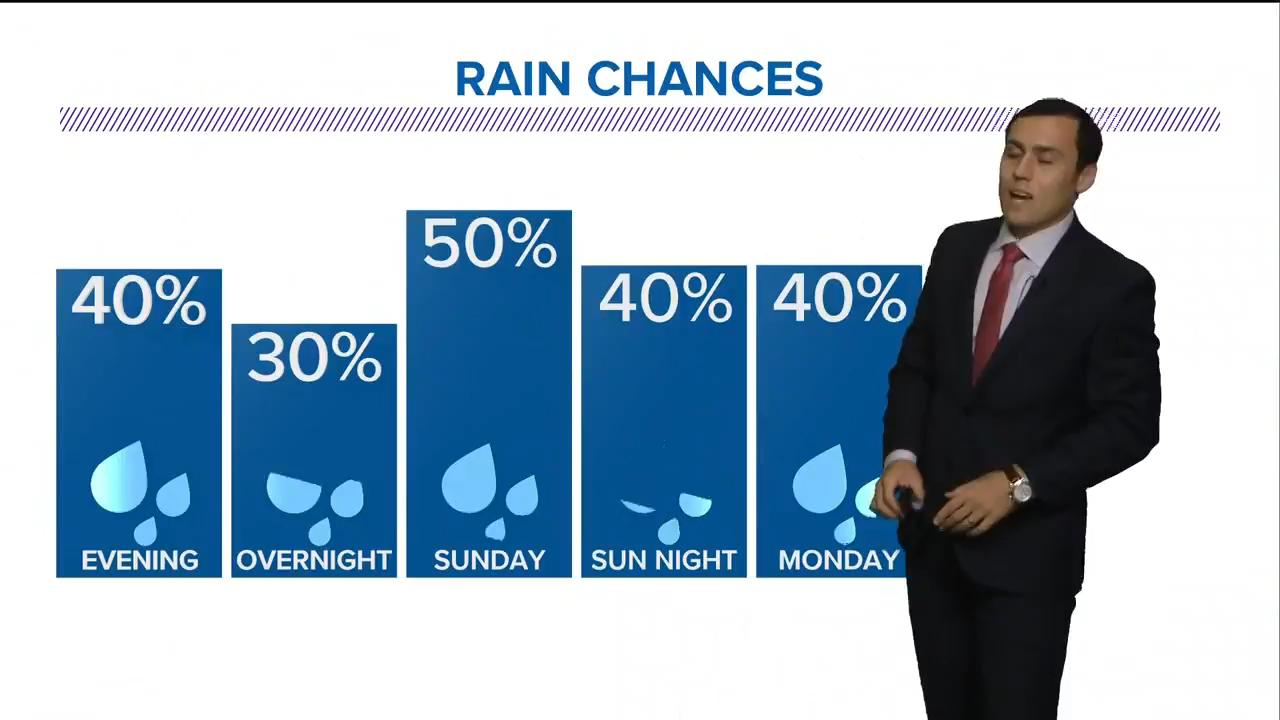 RAIN CHANCES
40%
30%
50%
40%
40%
EVENING
OVERNIGHT
SUNDAY
SUN NIGHT
MONDAY